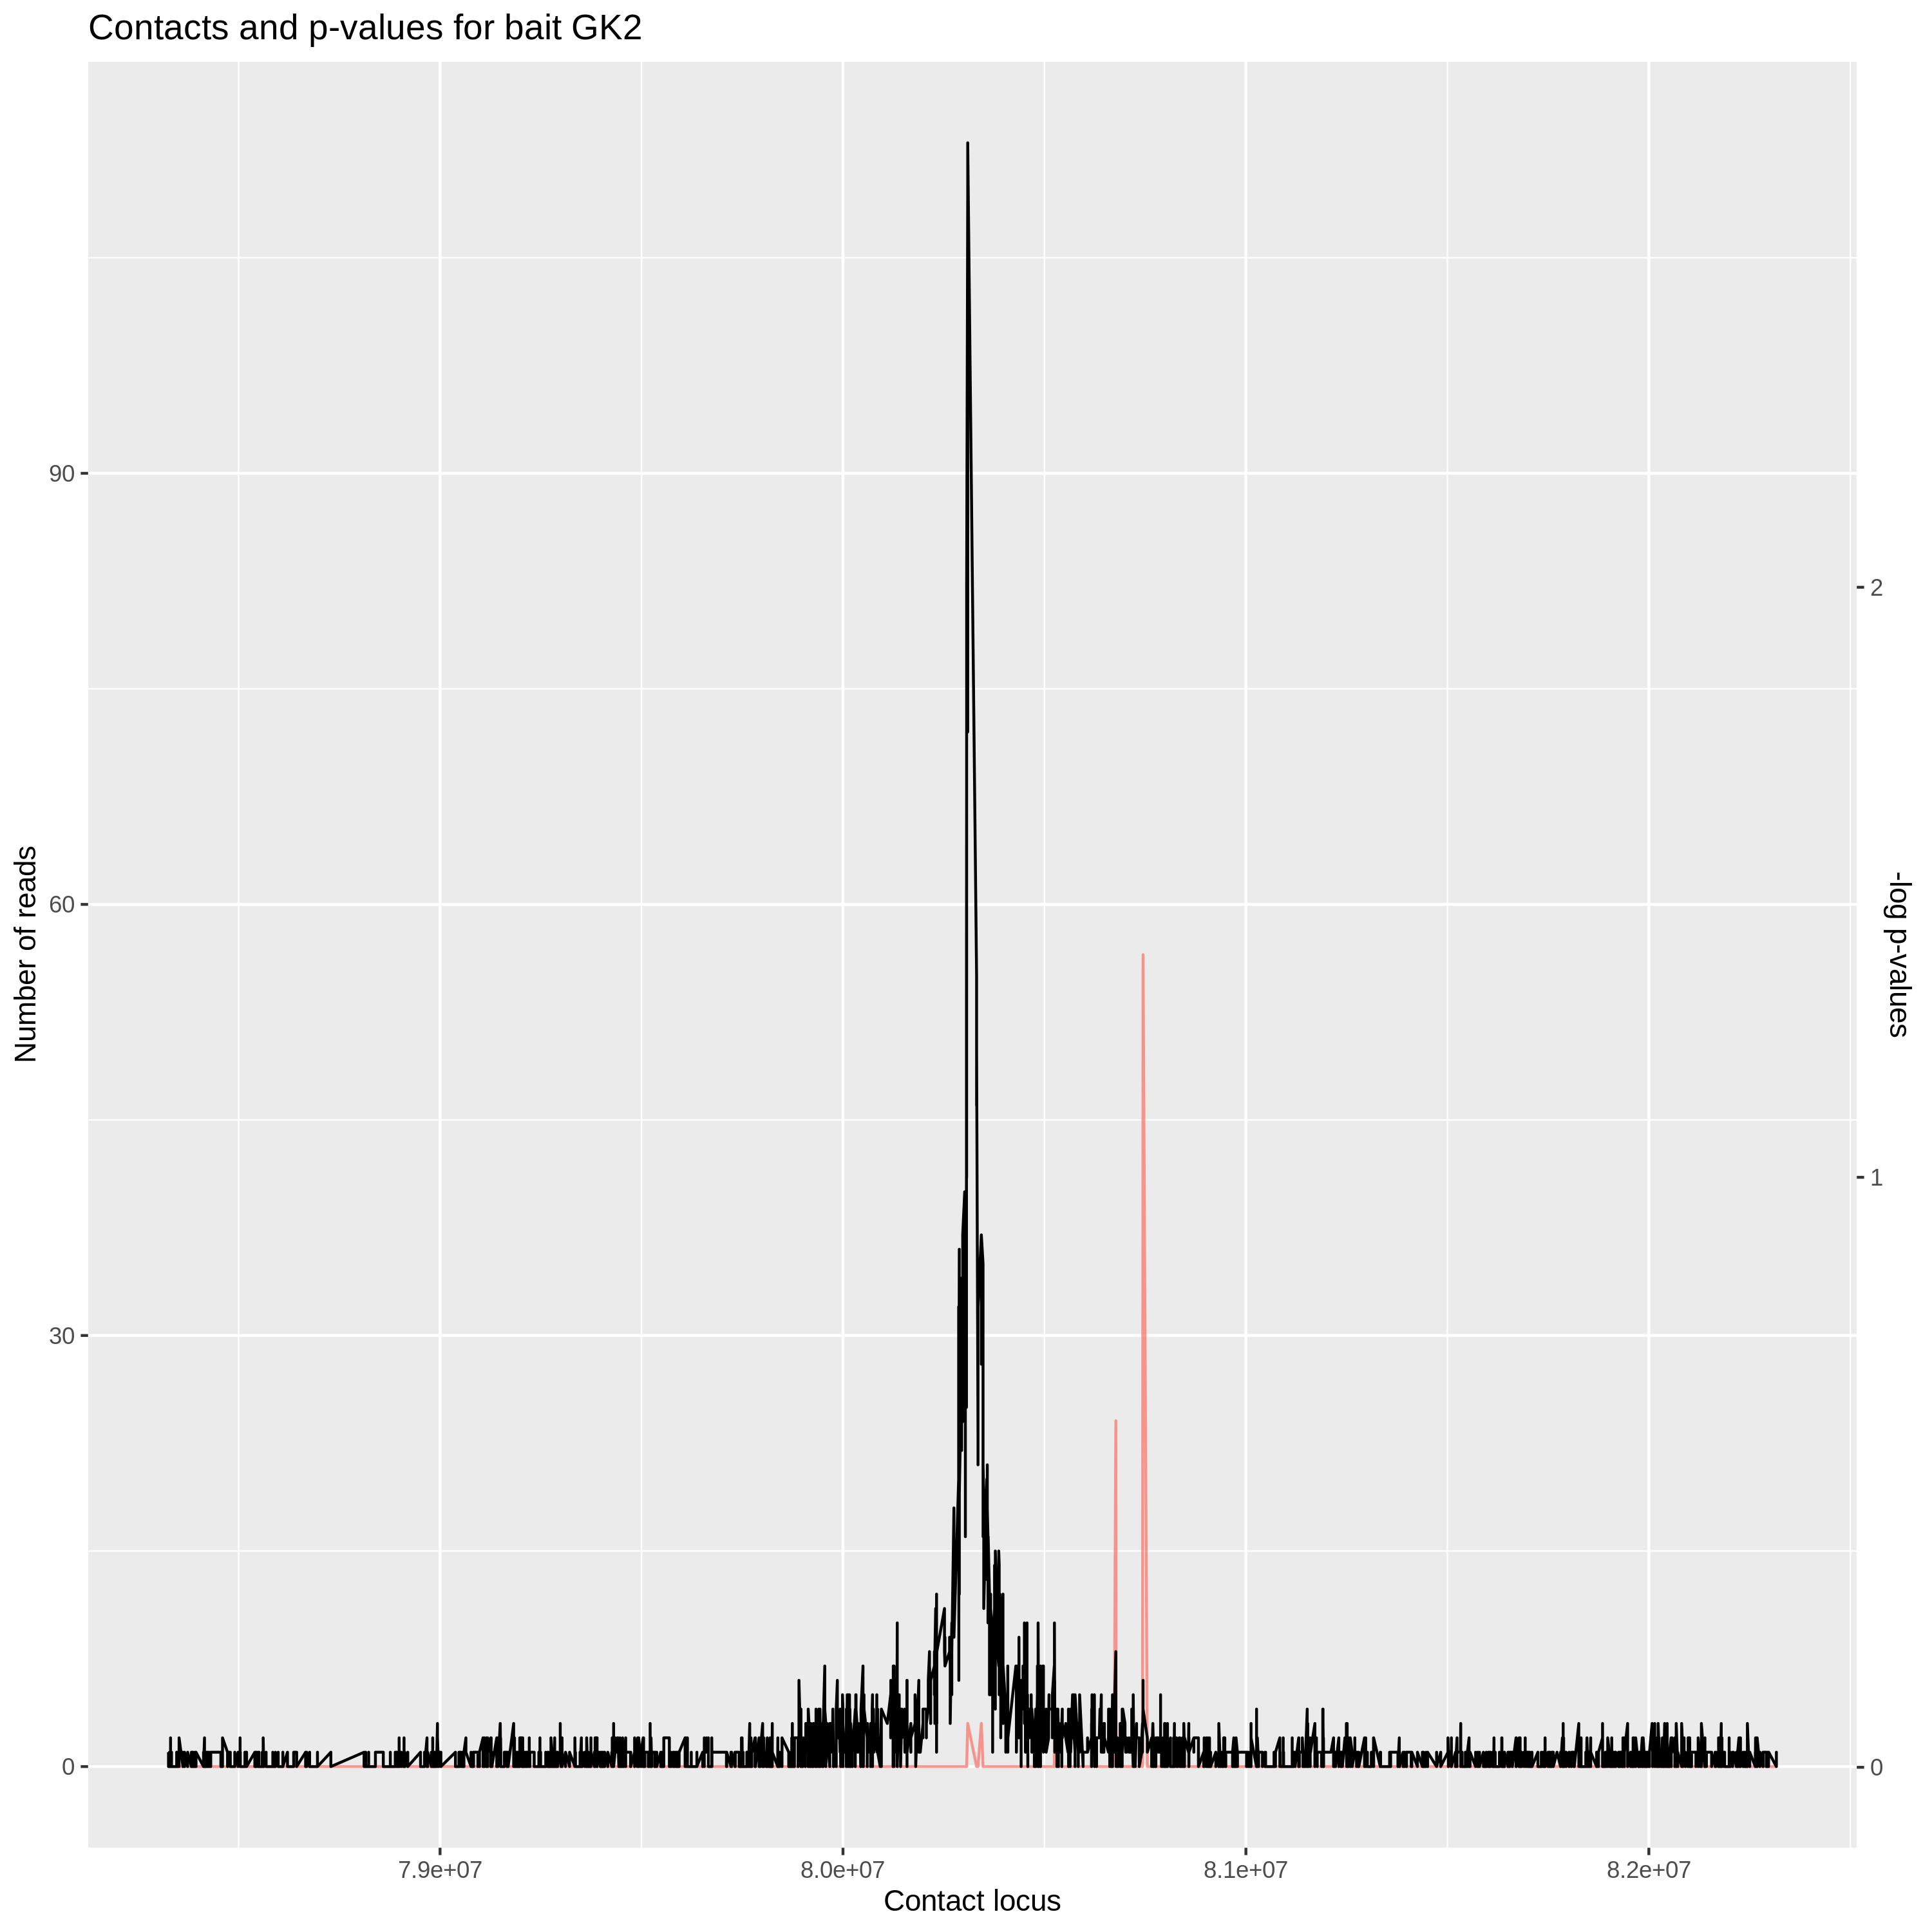 Contacts and p-values for bait GK2
Number of reads
90
60
30
0
-log p-values
2
1
0
7.9e+07
8.0e+07
8.1e+07
8.2e+07
Contact locus